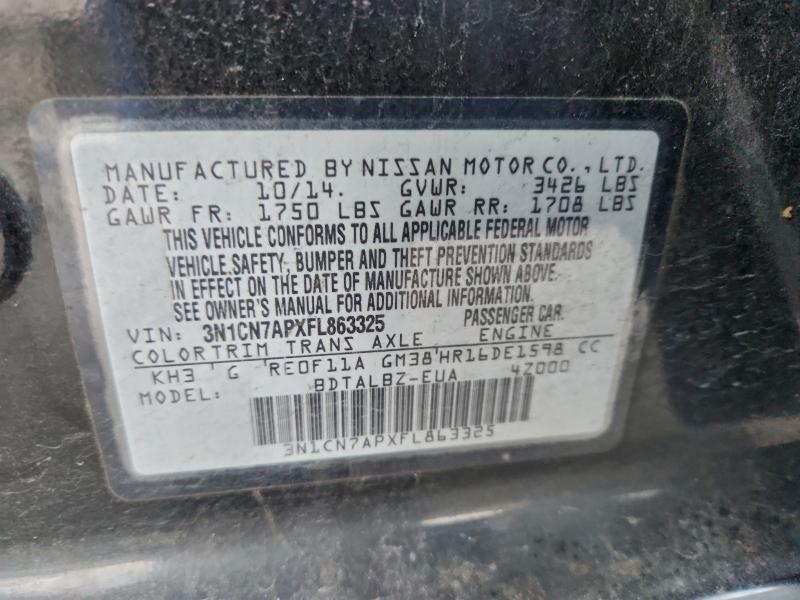 MANUFACTURED BY NISSAN MOTOR CO., LTD.
DATE: 10/14. GVWR: 3426 LBS
GAWR FR: 1750 LBS GAWR RR: 1708 LBS
THIS VEHICLE CONFORMS TO ALL APPLICABLE FEDERAL MOTOR
VEHICLE SAFETY, BUMPER AND THEFT PREVENTION STANDARDS
IN EFFECT ON THE DATE OF MANUFACTURE SHOWN ABOVE.
SEE OWNER'S MANUAL FOR ADDITIONAL INFORMATION.
VIN: 3N1CN7APXFL863325 PASSENGER CAR
COLOR TRIM TRANS AXLE ENGINE
KH3 G RE0F11A GM38 HR16DE1598 CC
MODEL: BDTALBZ-EUA 4Z000
3N1CN7APXFL863325